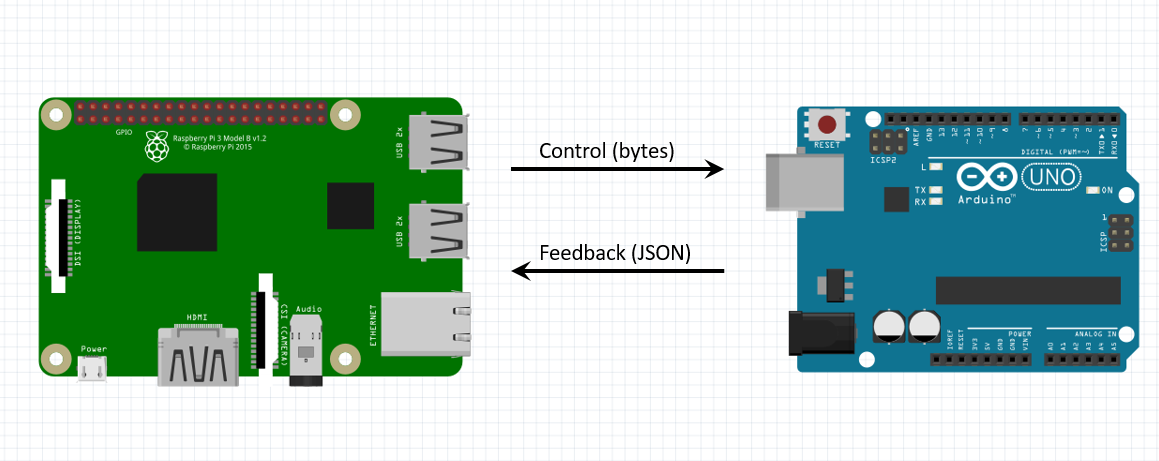 GPIO
Raspberry Pi 3 Model B v1.2
© Raspberry Pi 2015
USB 2x
DSI (DISPLAY)
USB 2x
HDMI
CSI (CAMERA)
Audio
ETHERNET
Power
Control (bytes)
Feedback (JSON)
RESET
ICSP2
AREF
GND
13
12
~11
~10
~9
8
7
~6
~5
4
~3
2
TX0▶1
RX0◀0
DIGITAL (PWM=~)
L
TX
RX
UNO
Arduino™
ON
1
ICSP
IOREF
RESET
3V3
5V
GND
GND
VIN
POWER
ANALOG IN
A0
A1
A2
A3
A4
A5